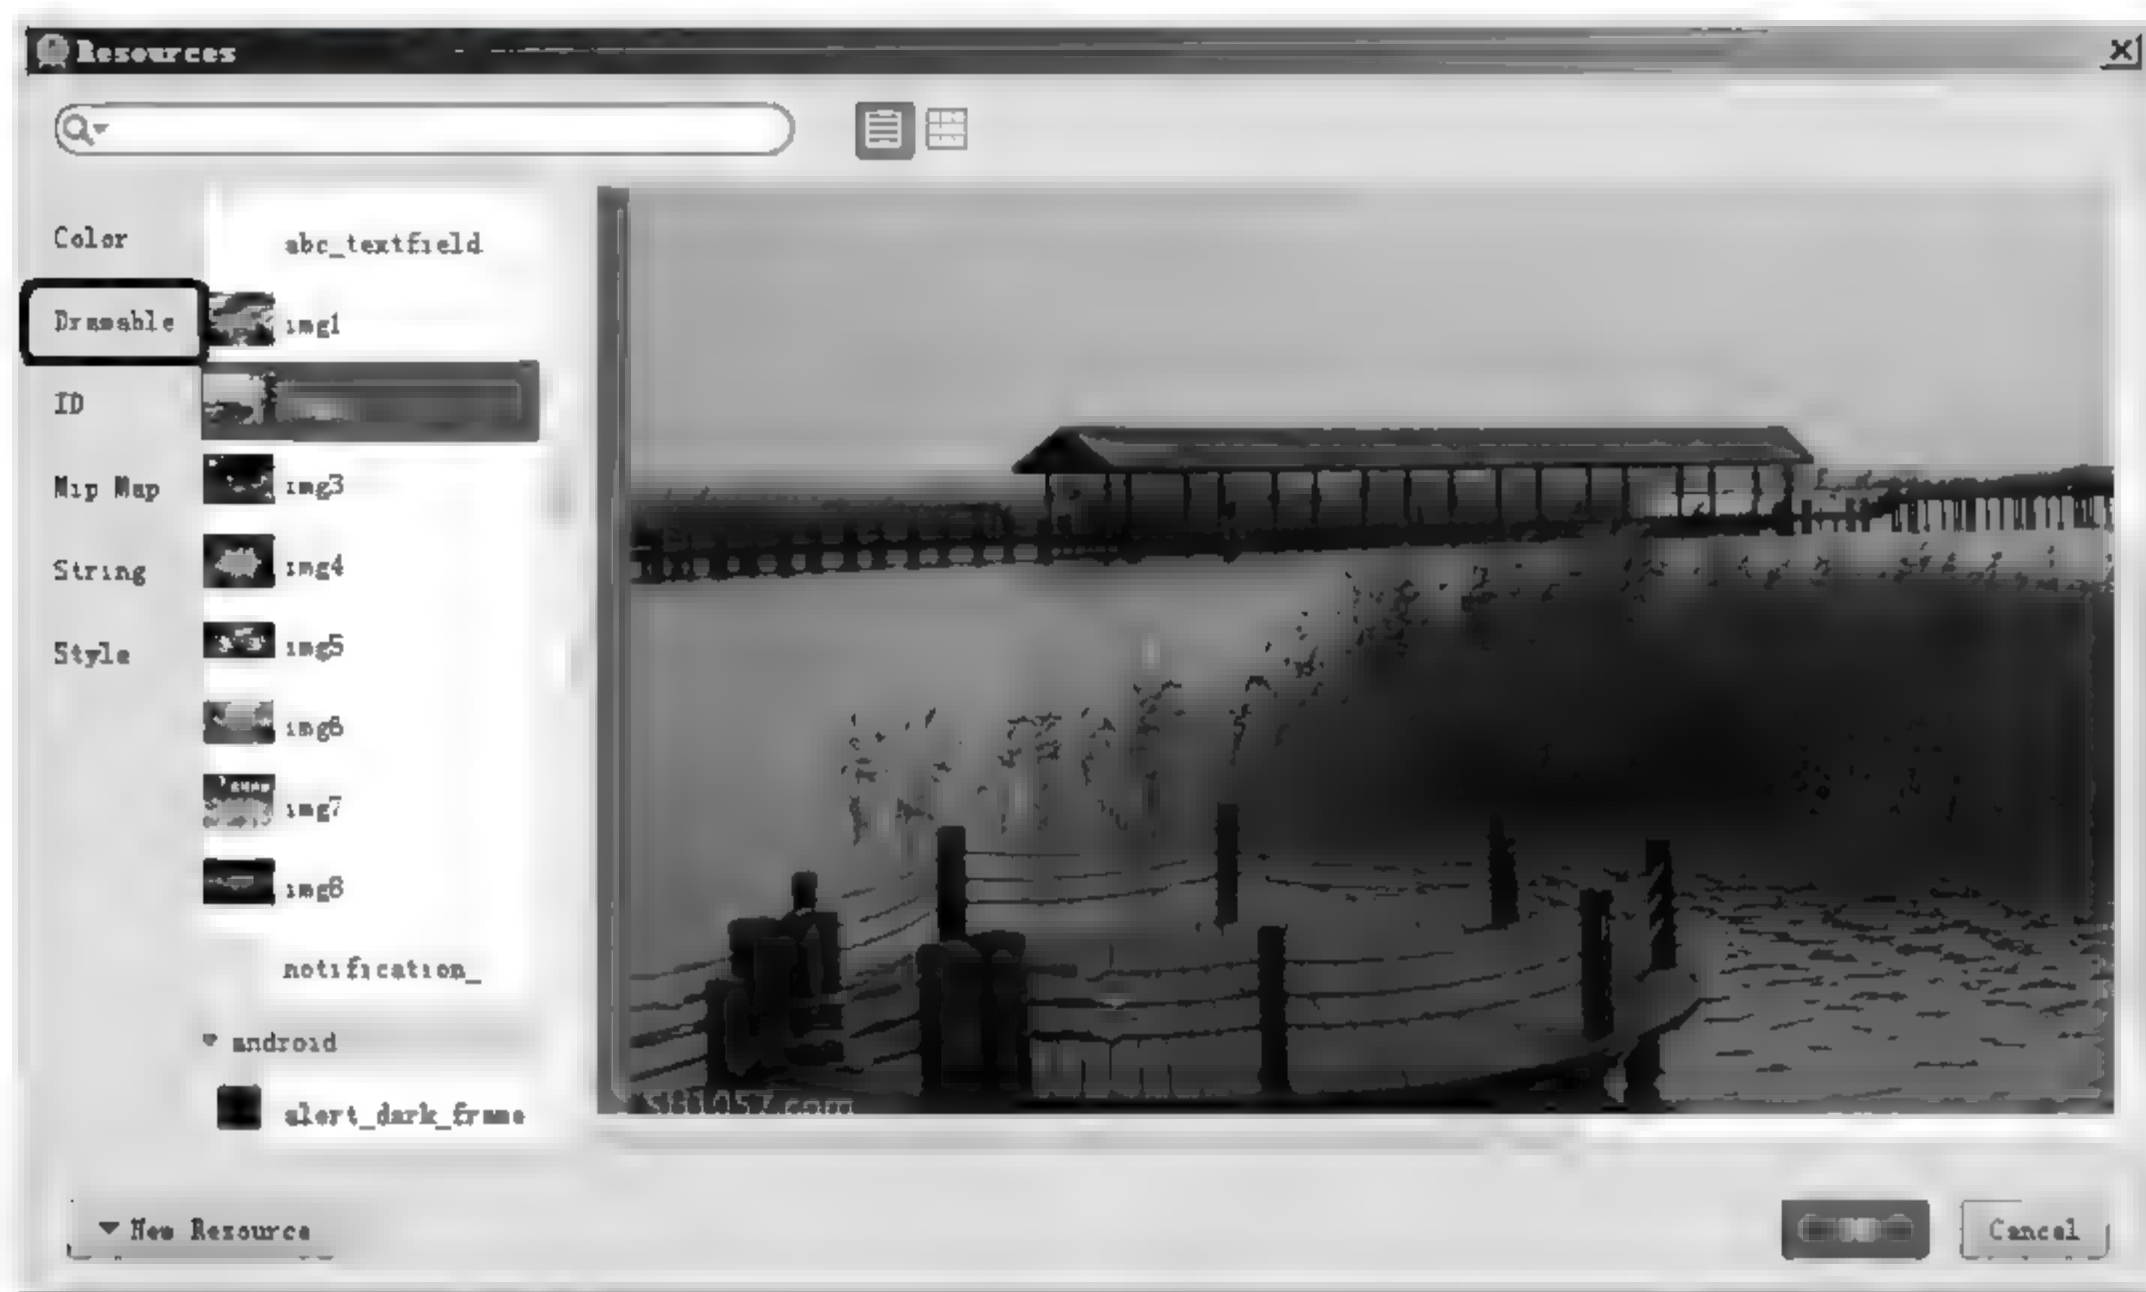 Resources
Color
Drawable
ID
Mip Map
String
Style
abc_textfield
img1
img3
img4
img5
img6
img7
img8
notification_
android
alert_dark_frame
New Resource
Cancel